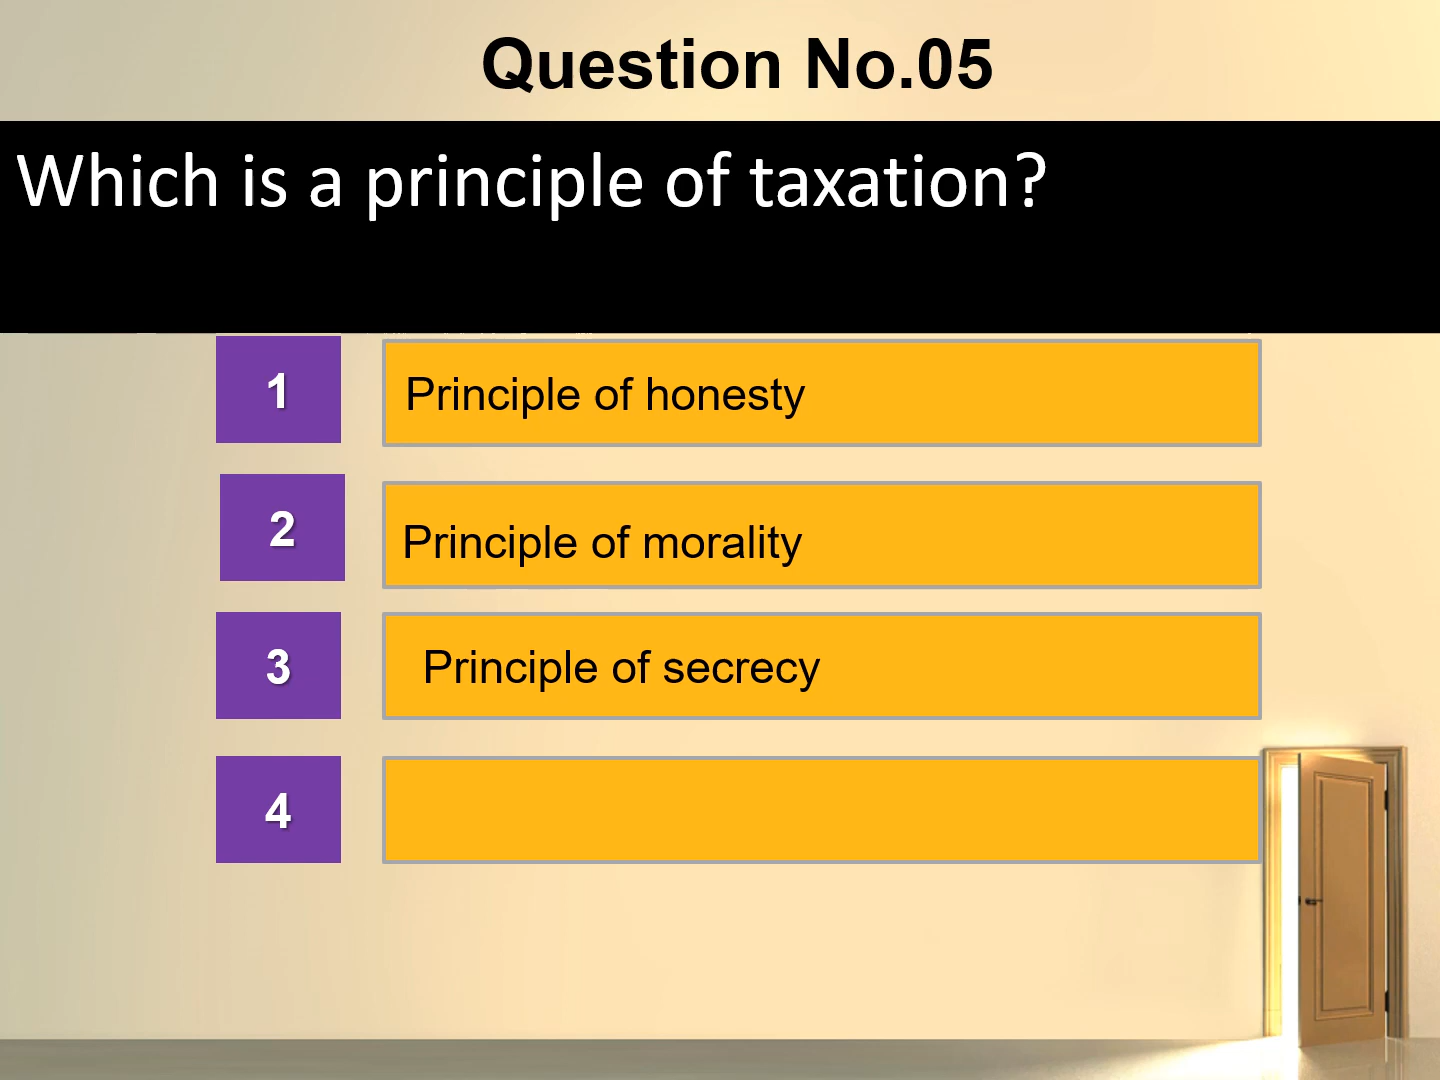 Question No.05
Which is a principle of taxation?
1
Principle of honesty
2
Principle of morality
3
Principle of secrecy
4